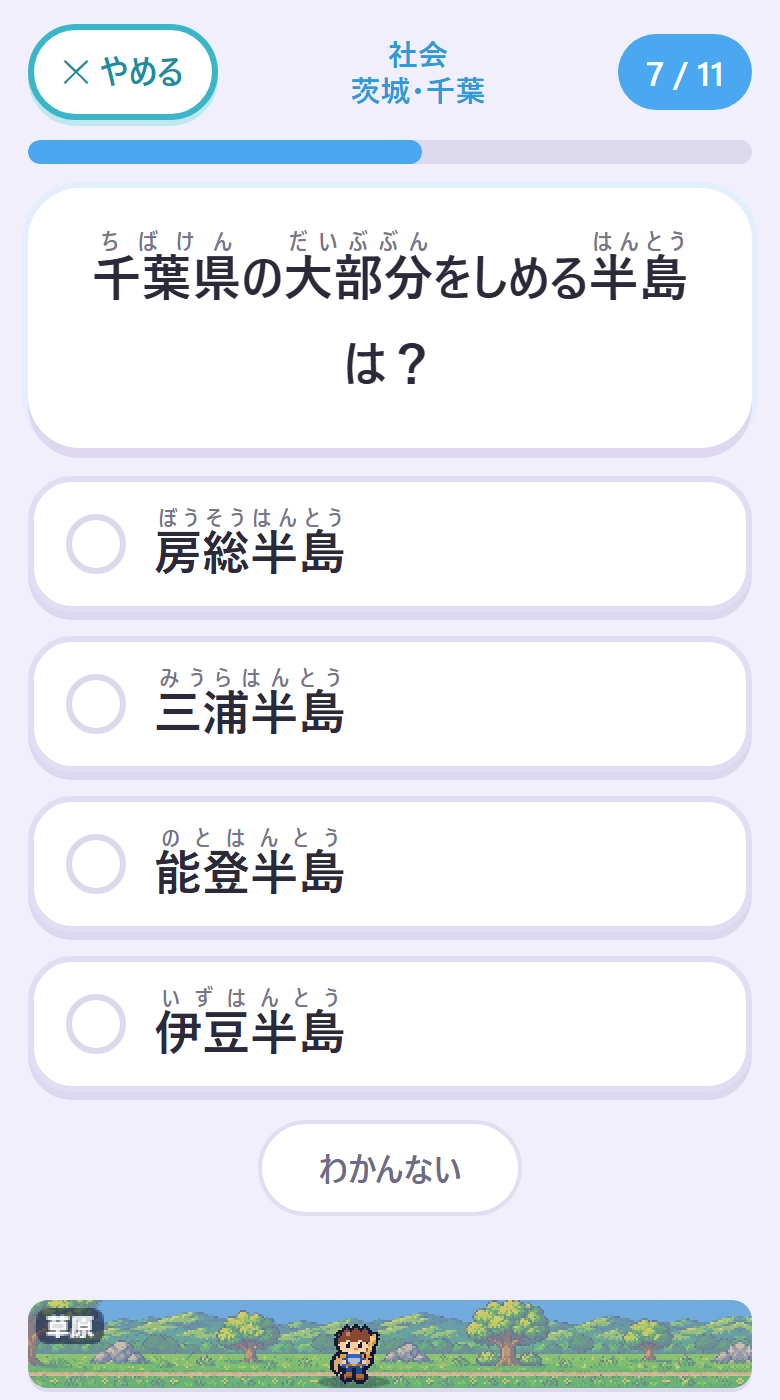 × やめる
社会
茨城・千葉
7 / 11
ちばけん だいぶぶん はんとう
千葉県の大部分をしめる半島
は？
ぼうそうはんとう
房総半島
みうらはんとう
三浦半島
のとはんとう
能登半島
いずはんとう
伊豆半島
わかんない
草原